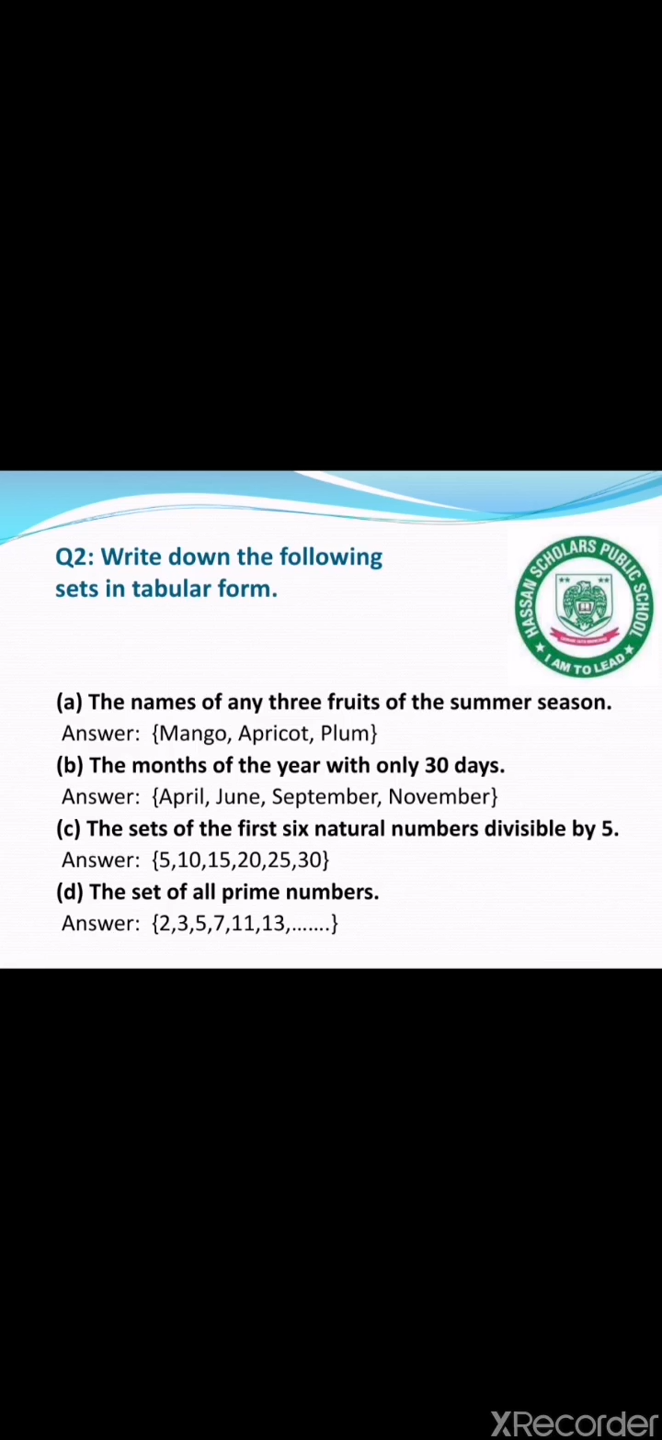 Q2: Write down the following
sets in tabular form.
HASSAN SCHOLARS PUBLIC SCHOOL
I AM TO LEAD
(a) The names of any three fruits of the summer season.
Answer: {Mango, Apricot, Plum}
(b) The months of the year with only 30 days.
Answer: {April, June, September, November}
(c) The sets of the first six natural numbers divisible by 5.
Answer: {5,10,15,20,25,30}
(d) The set of all prime numbers.
Answer: {2,3,5,7,11,13,.......}
XRecorder